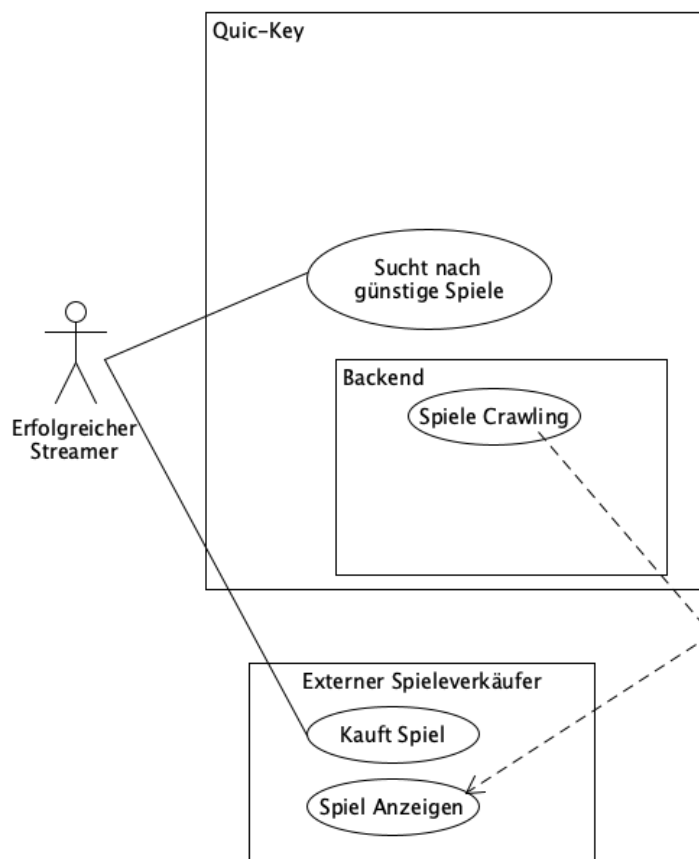 Quic-Key
Sucht nach
günstige Spiele
Backend
Spiele Crawling
Erfolgreicher
Streamer
Externer Spieleverkäufer
Kauft Spiel
Spiel Anzeigen